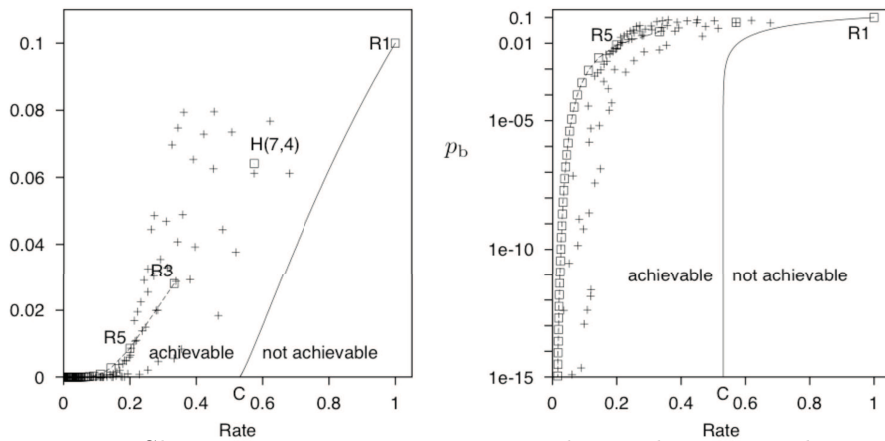 0.1
0.08
0.06
0.04
0.02
0
R1
H(7,4)
R3
R5
achievable
not achievable
0
0.2
C
0.4
0.6
0.8
1
Rate
p_b
0.1
0.01
1e-05
1e-10
1e-15
R5
R1
achievable
not achievable
0
0.2
0.4
C
0.6
0.8
1
Rate